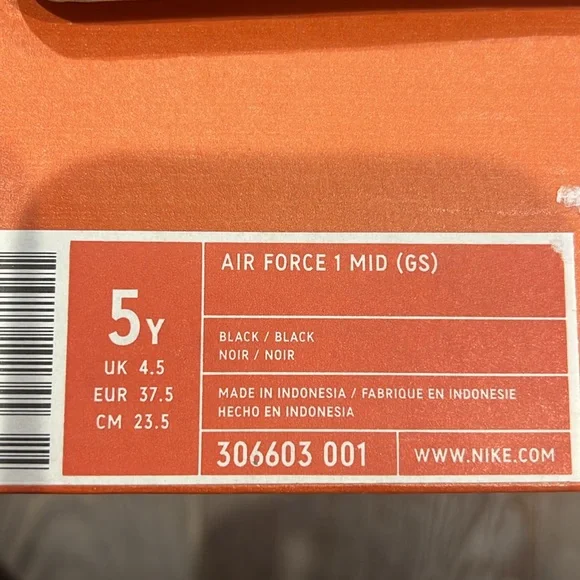 5Y
UK 4.5
EUR 37.5
CM 23.5
AIR FORCE 1 MID (GS)
BLACK / BLACK
NOIR / NOIR
MADE IN INDONESIA / FABRIQUE EN INDONESIE
HECHO EN INDONESIA
306603 001
WWW.NIKE.COM